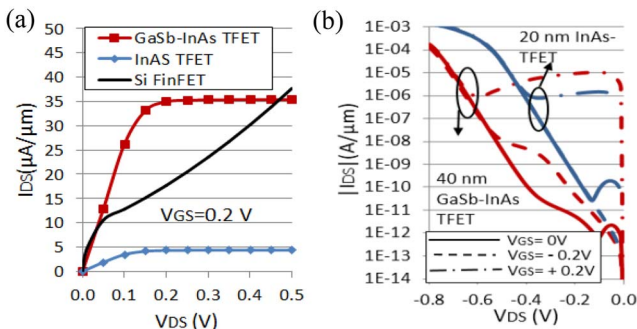 (a)
GaSb-InAs TFET
InAS TFET
Si FinFET
IDS(µA/µm)
50
45
40
35
30
25
20
15
10
5
0
VGS=0.2 V
0.0 0.1 0.2 0.3 0.4 0.5
VDS (V)
(b)
|IDS|(A/µm)
1E-03
1E-04
1E-05
1E-06
1E-07
1E-08
1E-09
1E-10
1E-11
1E-12
1E-13
1E-14
20 nm InAs-
TFET
40 nm
GaSb-InAs
TFET
VGS= 0V
VGS= - 0.2V
VGS= + 0.2V
-0.8 -0.6 -0.4 -0.2 0.0
VDS (V)